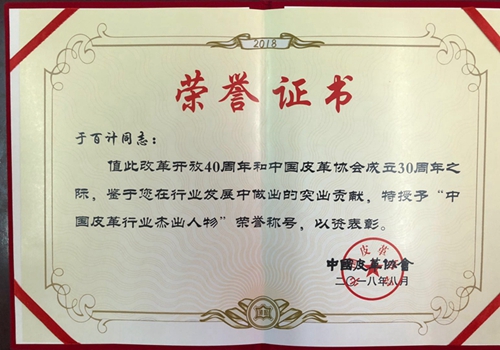 2018
荣誉证书
于百计同志：
值此改革开放40周年和中国皮革协会成立30周年之
际，鉴于您在行业发展中做出的突出贡献，特授予“中
国皮革行业杰出人物”荣誉称号，以资表彰。
中國皮革协會
二〇一八年八月